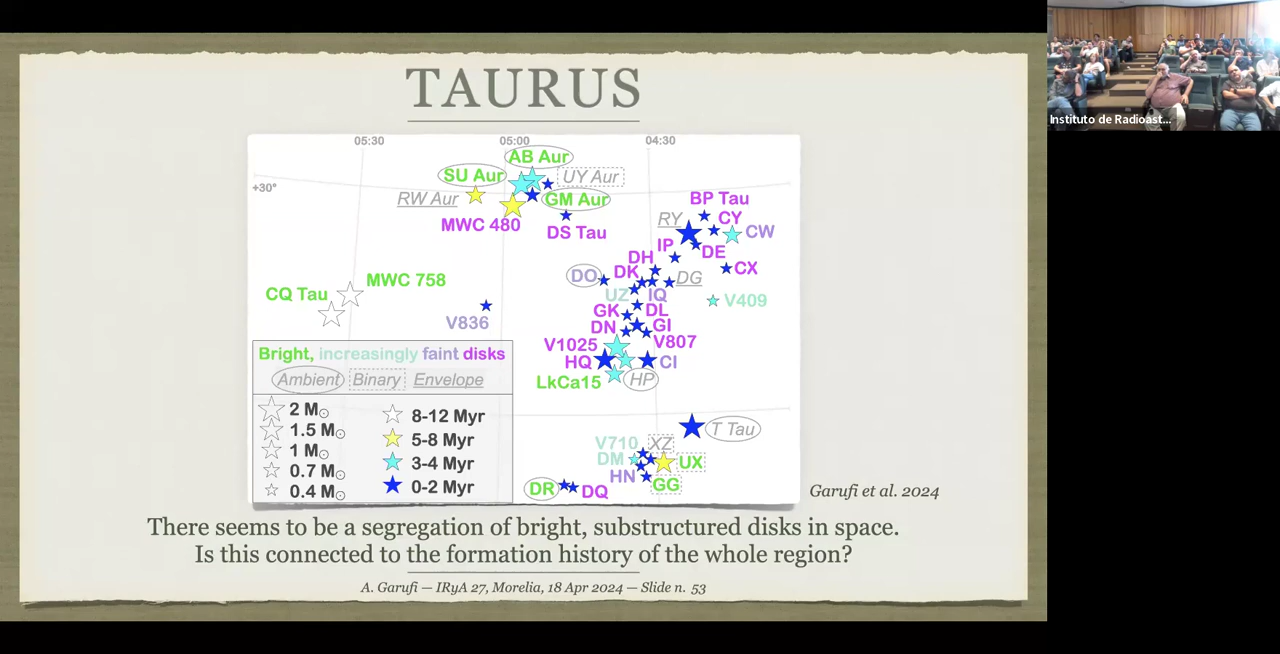 TAURUS
05:30 05:00 04:30
+30°
AB Aur
SU Aur
UY Aur
RW Aur
GM Aur
MWC 480
DS Tau
BP Tau
RY
CY
CW
IP
DE
DH
CX
DO
DK
DG
MWC 758
CQ Tau
UZ
IQ
V409
V836
GK
DL
DN
GI
V1025
V807
HQ
CI
LkCa15
HP
T Tau
V710
XZ
DM
UX
HN
GG
DR
DQ
Bright, increasingly faint disks
Ambient Binary Envelope
2 M⊙
1.5 M⊙
1 M⊙
0.7 M⊙
0.4 M⊙
8-12 Myr
5-8 Myr
3-4 Myr
0-2 Myr
Garufi et al. 2024
There seems to be a segregation of bright, substructured disks in space.
Is this connected to the formation history of the whole region?
A. Garufi — IRyA 27, Morelia, 18 Apr 2024 — Slide n. 53
Instituto de Radioast...